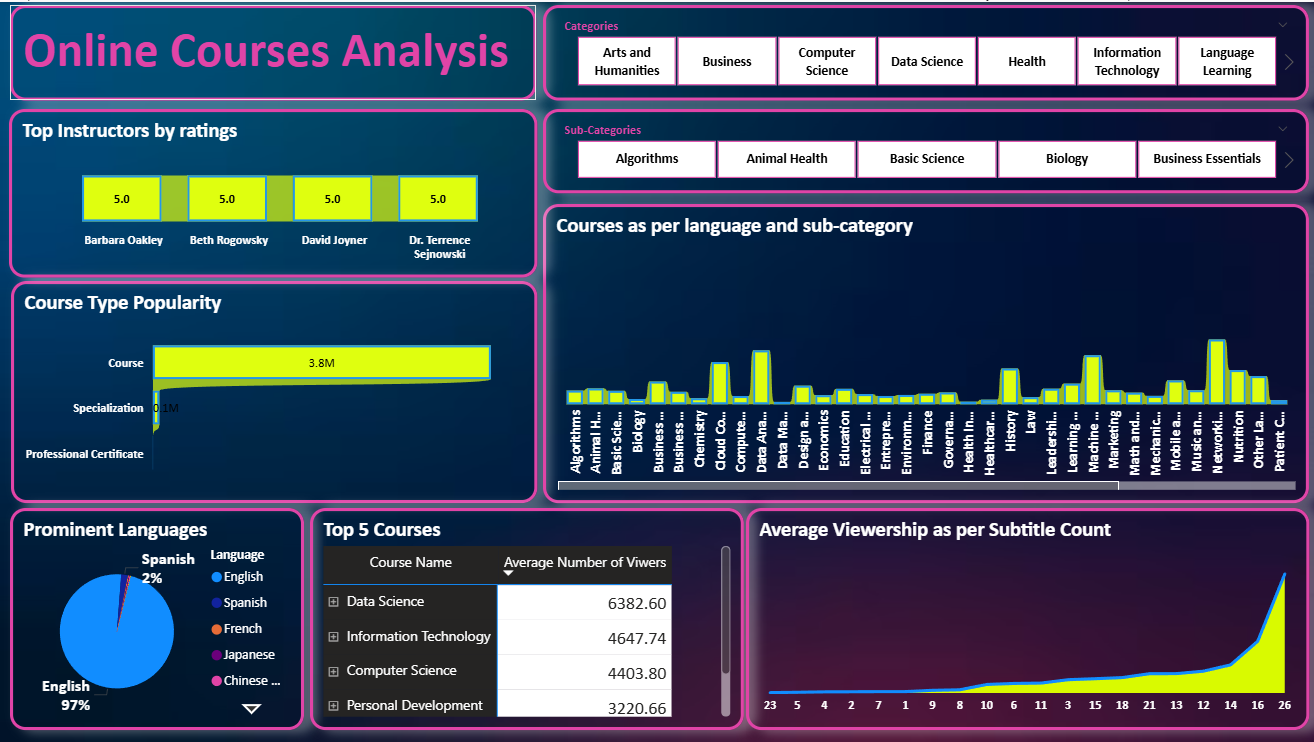 Online Courses Analysis
Categories
Arts and
Humanities
Business
Computer
Science
Data Science
Health
Information
Technology
Language
Learning
Sub-Categories
Algorithms
Animal Health
Basic Science
Biology
Business Essentials
Top Instructors by ratings
5.0
5.0
5.0
5.0
Barbara Oakley
Beth Rogowsky
David Joyner
Dr. Terrence
Sejnowski
Course Type Popularity
Course
3.8M
Specialization
0.1M
Professional Certificate
Courses as per language and sub-category
Algorithms
Animal H...
Basic Scie...
Biology
Business ...
Business ...
Chemistry
Cloud Co...
Compute...
Data Ana...
Data Ma...
Design a...
Economics
Education
Electrical ...
Entrepre...
Environm...
Finance
Governa...
Health In...
Healthcar...
History
Law
Leadershi...
Learning ...
Machine ...
Marketing
Math and...
Mechanic...
Mobile a...
Music an...
Networki...
Nutrition
Other La...
Patient C...
Prominent Languages
Spanish
2%
English
97%
Language
English
Spanish
French
Japanese
Chinese ...
Top 5 Courses
Course Name
Average Number of Viwers
Data Science
6382.60
Information Technology
4647.74
Computer Science
4403.80
Personal Development
3220.66
Average Viewership as per Subtitle Count
23 5 4 2 7 1 9 8 10 6 11 3 15 18 21 13 12 14 16 26